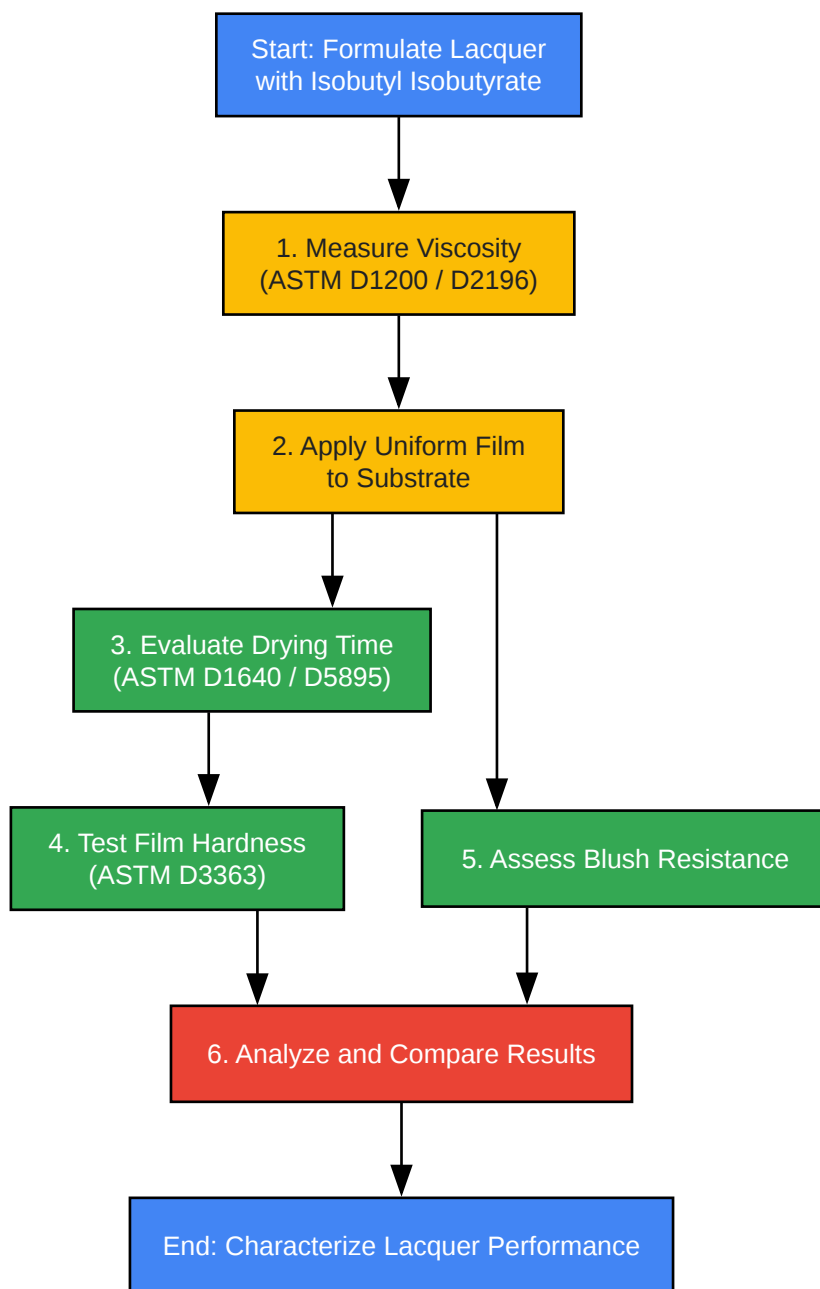 Start: Formulate Lacquer
with Isobutyl Isobutyrate
1. Measure Viscosity
(ASTM D1200 / D2196)
2. Apply Uniform Film
to Substrate
3. Evaluate Drying Time
(ASTM D1640 / D5895)
4. Test Film Hardness
(ASTM D3363)
5. Assess Blush Resistance
6. Analyze and Compare Results
End: Characterize Lacquer Performance